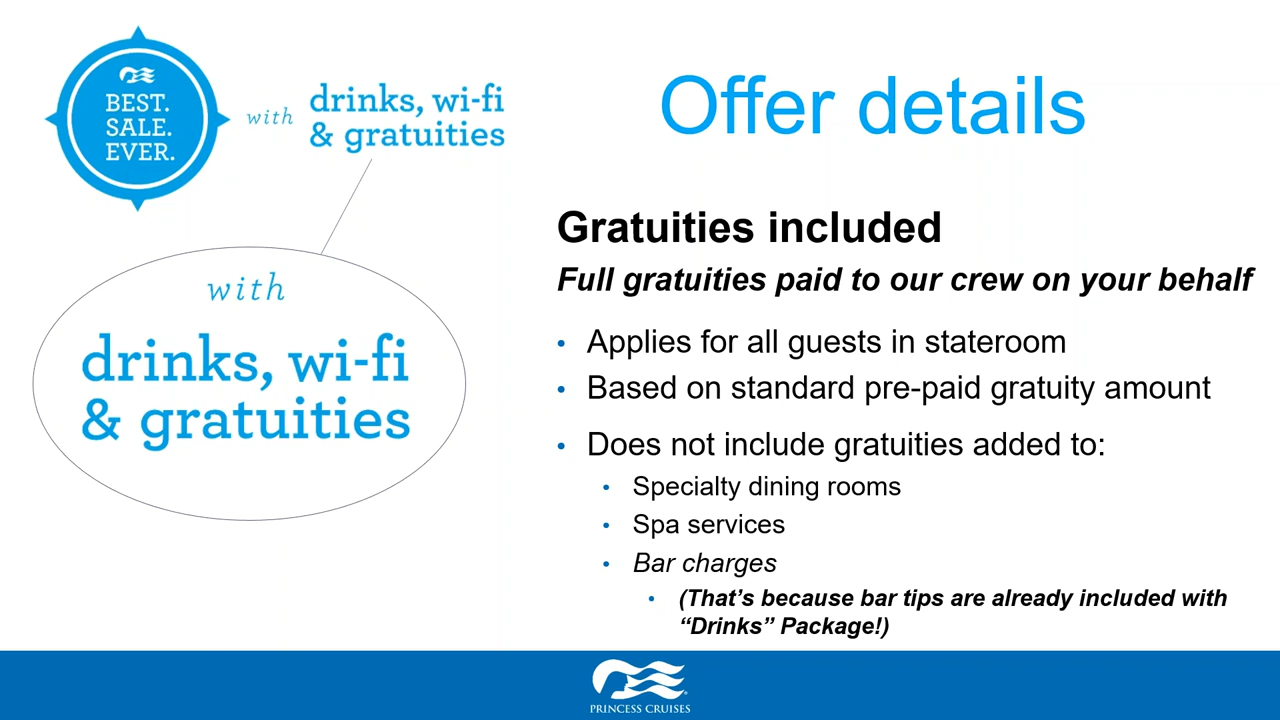 BEST.
SALE.
EVER.
with
drinks, wi-fi
& gratuities
Offer details
with
drinks, wi-fi
& gratuities
Gratuities included
Full gratuities paid to our crew on your behalf
• Applies for all guests in stateroom
• Based on standard pre-paid gratuity amount
• Does not include gratuities added to:
• Specialty dining rooms
• Spa services
• Bar charges
• (That’s because bar tips are already included with
“Drinks” Package!)
PRINCESS CRUISES